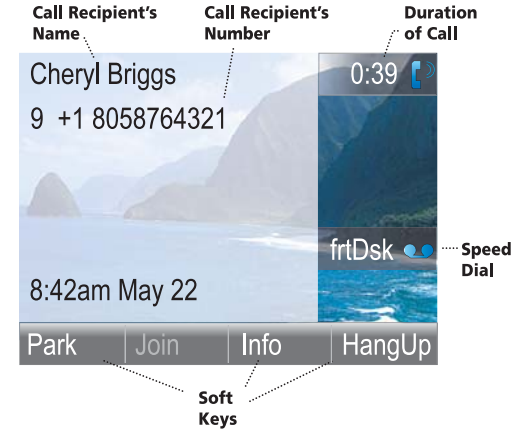 Call Recipient's
Name
Call Recipient's
Number
Duration
of Call
Cheryl Briggs
0:39
9 +1 8058764321
frtDsk
Speed
Dial
8:42am May 22
Park Join Info HangUp
Soft
Keys